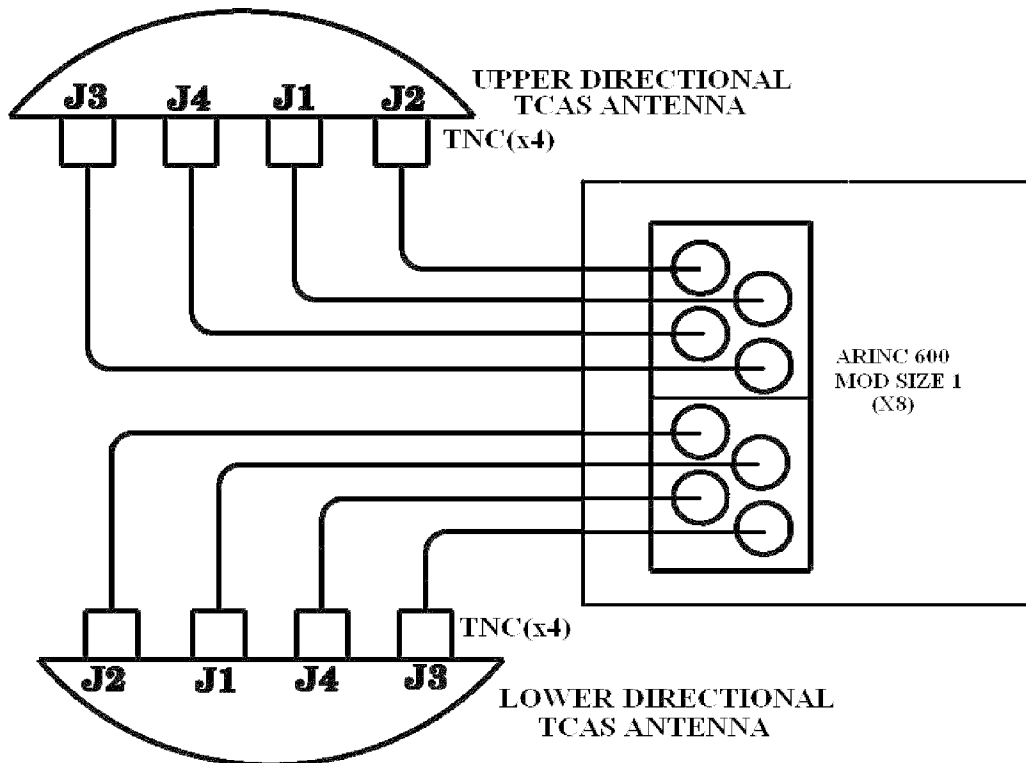 J3 J4 J1 J2
UPPER DIRECTIONAL
TCAS ANTENNA
TNC(x4)
ARINC 600
MOD SIZE 1
(X8)
TNC(x4)
J2 J1 J4 J3
LOWER DIRECTIONAL
TCAS ANTENNA